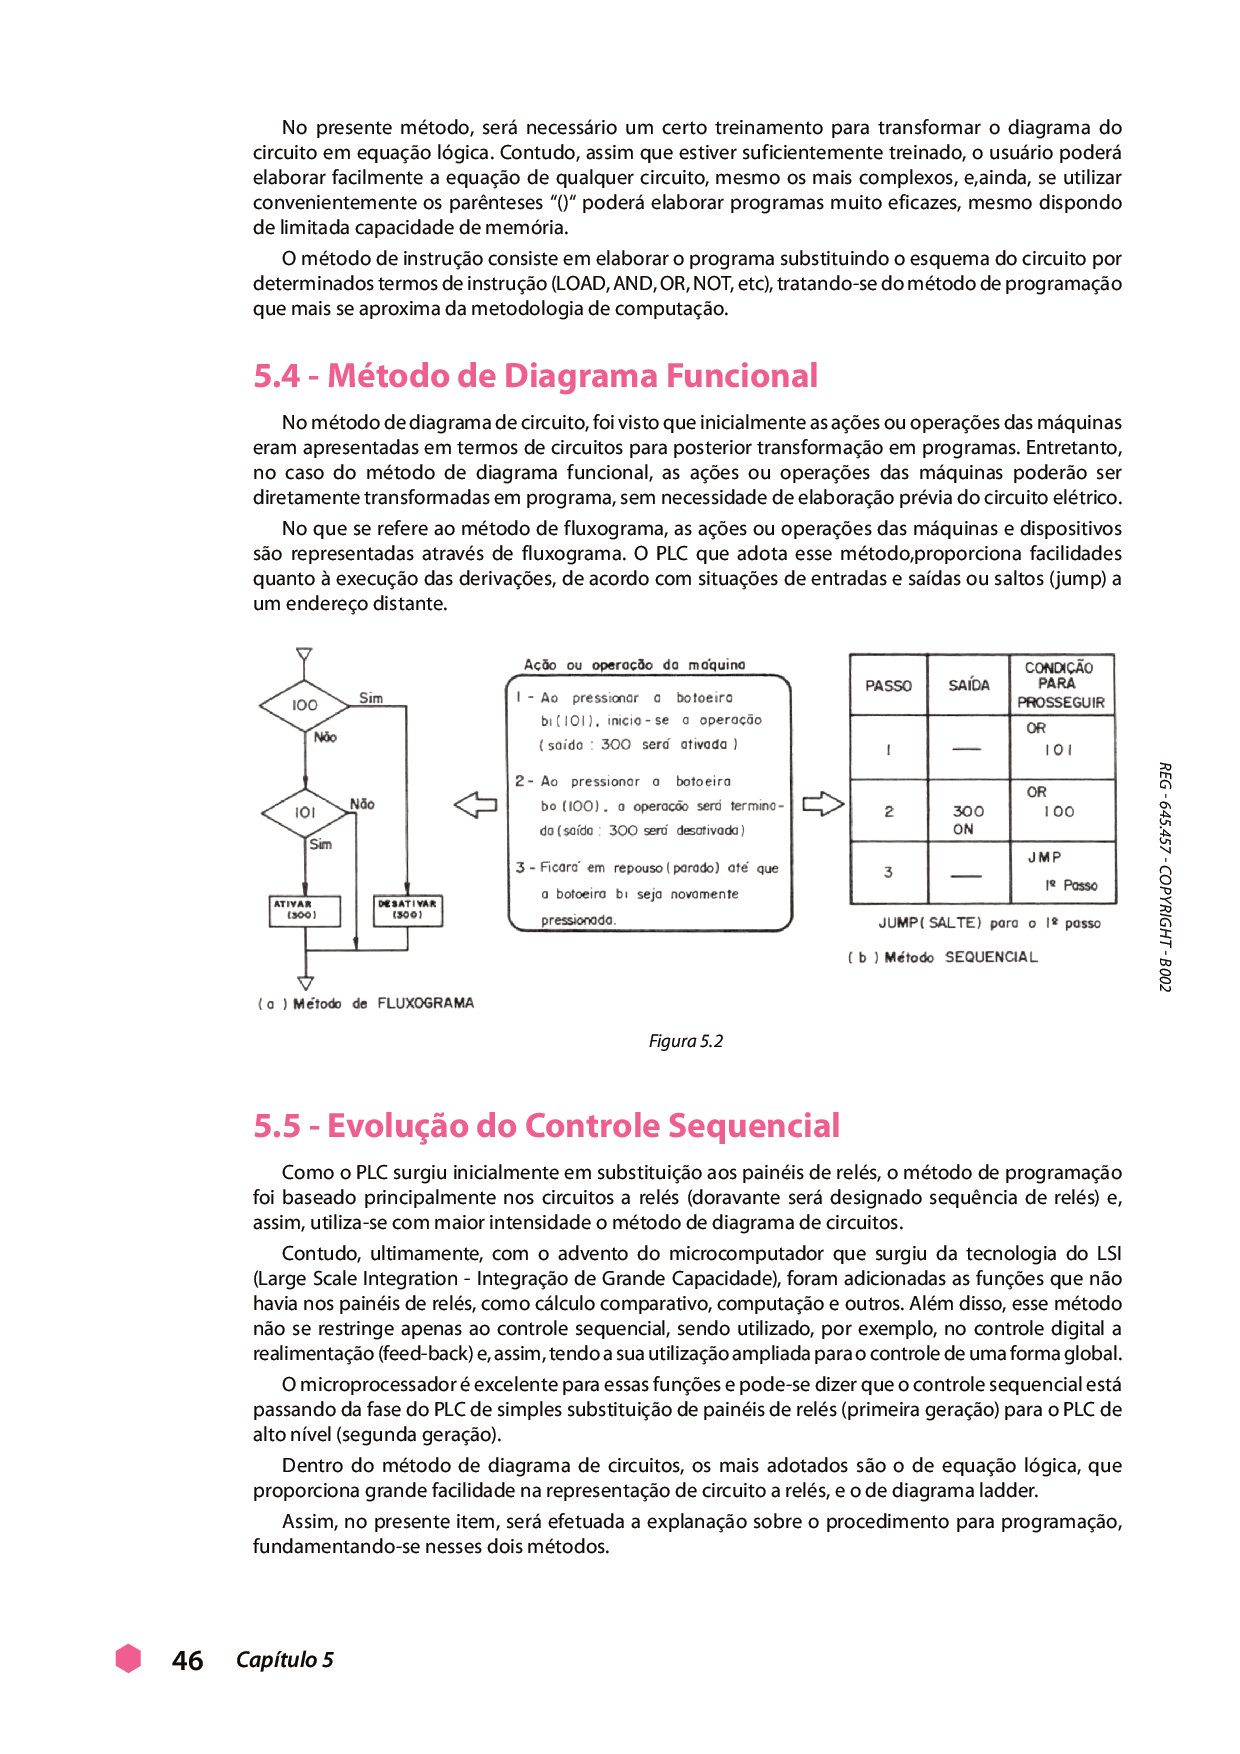 No presente método, será necessário um certo treinamento para transformar o diagrama do
circuito em equação lógica. Contudo, assim que estiver suficientemente treinado, o usuário poderá
elaborar facilmente a equação de qualquer circuito, mesmo os mais complexos, e,ainda, se utilizar
convenientemente os parênteses “()“ poderá elaborar programas muito eficazes, mesmo dispondo
de limitada capacidade de memória.
O método de instrução consiste em elaborar o programa substituindo o esquema do circuito por
determinados termos de instrução (LOAD, AND, OR, NOT, etc), tratando-se do método de programação
que mais se aproxima da metodologia de computação.
5.4 - Método de Diagrama Funcional
No método de diagrama de circuito, foi visto que inicialmente as ações ou operações das máquinas
eram apresentadas em termos de circuitos para posterior transformação em programas. Entretanto,
no caso do método de diagrama funcional, as ações ou operações das máquinas poderão ser
diretamente transformadas em programa, sem necessidade de elaboração prévia do circuito elétrico.
No que se refere ao método de fluxograma, as ações ou operações das máquinas e dispositivos
são representadas através de fluxograma. O PLC que adota esse método,proporciona facilidades
quanto à execução das derivações, de acordo com situações de entradas e saídas ou saltos (jump) a
um endereço distante.
100
Sim
Não
101
Não
Sim
ATIVAR
(300)
DESATIVAR
(300)
(a) Método de FLUXOGRAMA
Ação ou operação da máquina
1 - Ao pressionar a botoeira
bı(101), inicia-se a operação
(saída : 300 será ativada)
2 - Ao pressionar a botoeira
bo (100), a operação será termina-
da (saída : 300 será desativada)
3 - Ficará em repouso (parado) até que
a botoeira bı seja novamente
pressionada.
PASSO
SAÍDA
CONDIÇÃO
PARA
PROSSEGUIR
1
—
OR
101
2
300
ON
OR
100
3
—
JMP
1º Passo
JUMP( SALTE) para o 1º passo
(b) Método SEQUENCIAL
Figura 5.2
REG - 645.457 - COPYRIGHT - B002
5.5 - Evolução do Controle Sequencial
Como o PLC surgiu inicialmente em substituição aos painéis de relés, o método de programação
foi baseado principalmente nos circuitos a relés (doravante será designado sequência de relés) e,
assim, utiliza-se com maior intensidade o método de diagrama de circuitos.
Contudo, ultimamente, com o advento do microcomputador que surgiu da tecnologia do LSI
(Large Scale Integration - Integração de Grande Capacidade), foram adicionadas as funções que não
havia nos painéis de relés, como cálculo comparativo, computação e outros. Além disso, esse método
não se restringe apenas ao controle sequencial, sendo utilizado, por exemplo, no controle digital a
realimentação (feed-back) e, assim, tendo a sua utilização ampliada para o controle de uma forma global.
O microprocessador é excelente para essas funções e pode-se dizer que o controle sequencial está
passando da fase do PLC de simples substituição de painéis de relés (primeira geração) para o PLC de
alto nível (segunda geração).
Dentro do método de diagrama de circuitos, os mais adotados são o de equação lógica, que
proporciona grande facilidade na representação de circuito a relés, e o de diagrama ladder.
Assim, no presente item, será efetuada a explanação sobre o procedimento para programação,
fundamentando-se nesses dois métodos.
46 Capítulo 5